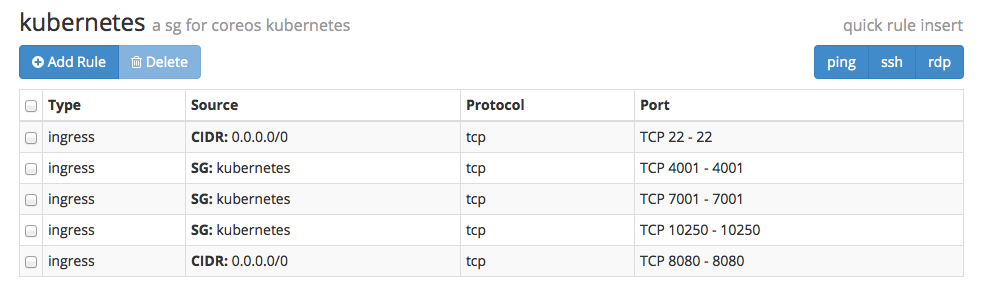 kubernetes a sg for coreos kubernetes quick rule insert
Add Rule Delete ping ssh rdp
Type Source Protocol Port
ingress CIDR: 0.0.0.0/0 tcp TCP 22 - 22
ingress SG: kubernetes tcp TCP 4001 - 4001
ingress SG: kubernetes tcp TCP 7001 - 7001
ingress SG: kubernetes tcp TCP 10250 - 10250
ingress CIDR: 0.0.0.0/0 tcp TCP 8080 - 8080